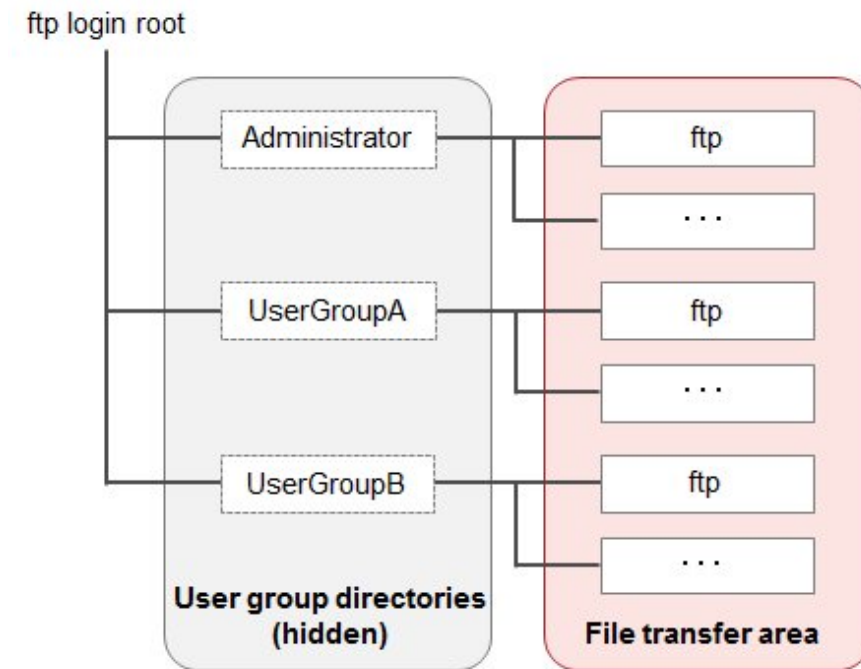 ftp login root
Administrator
ftp
...
UserGroupA
ftp
...
UserGroupB
ftp
...
User group directories
(hidden)
File transfer area